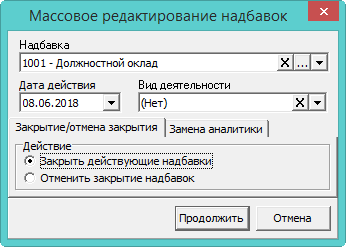 Массовое редактирование надбавок
Надбавка
1001 - Должностной оклад
Дата действия Вид деятельности
08.06.2018 (Нет)
Закрытие/отмена закрытия Замена аналитики
Действие
Закрыть действующие надбавки
Отменить закрытие надбавок
Продолжить Отмена